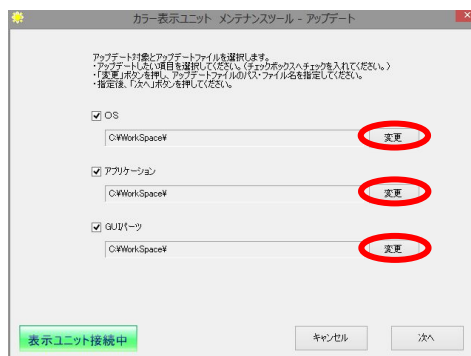 カラー表示ユニット メンテナンスツール - アップデート
アップデート対象とアップデートファイルを選択します。
・アップデートしたい項目を選択してください。（チェックボックスへチェックを入れてください。）
・「変更」ボタンを押し、アップデートファイルのパス・ファイル名を指定してください。
・指定後、「次へ」ボタンを押してください。
OS
C:¥WorkSpace¥ 変更
アプリケーション
C:¥WorkSpace¥ 変更
GUIパーツ
C:¥WorkSpace¥ 変更
表示ユニット接続中 キャンセル 次へ